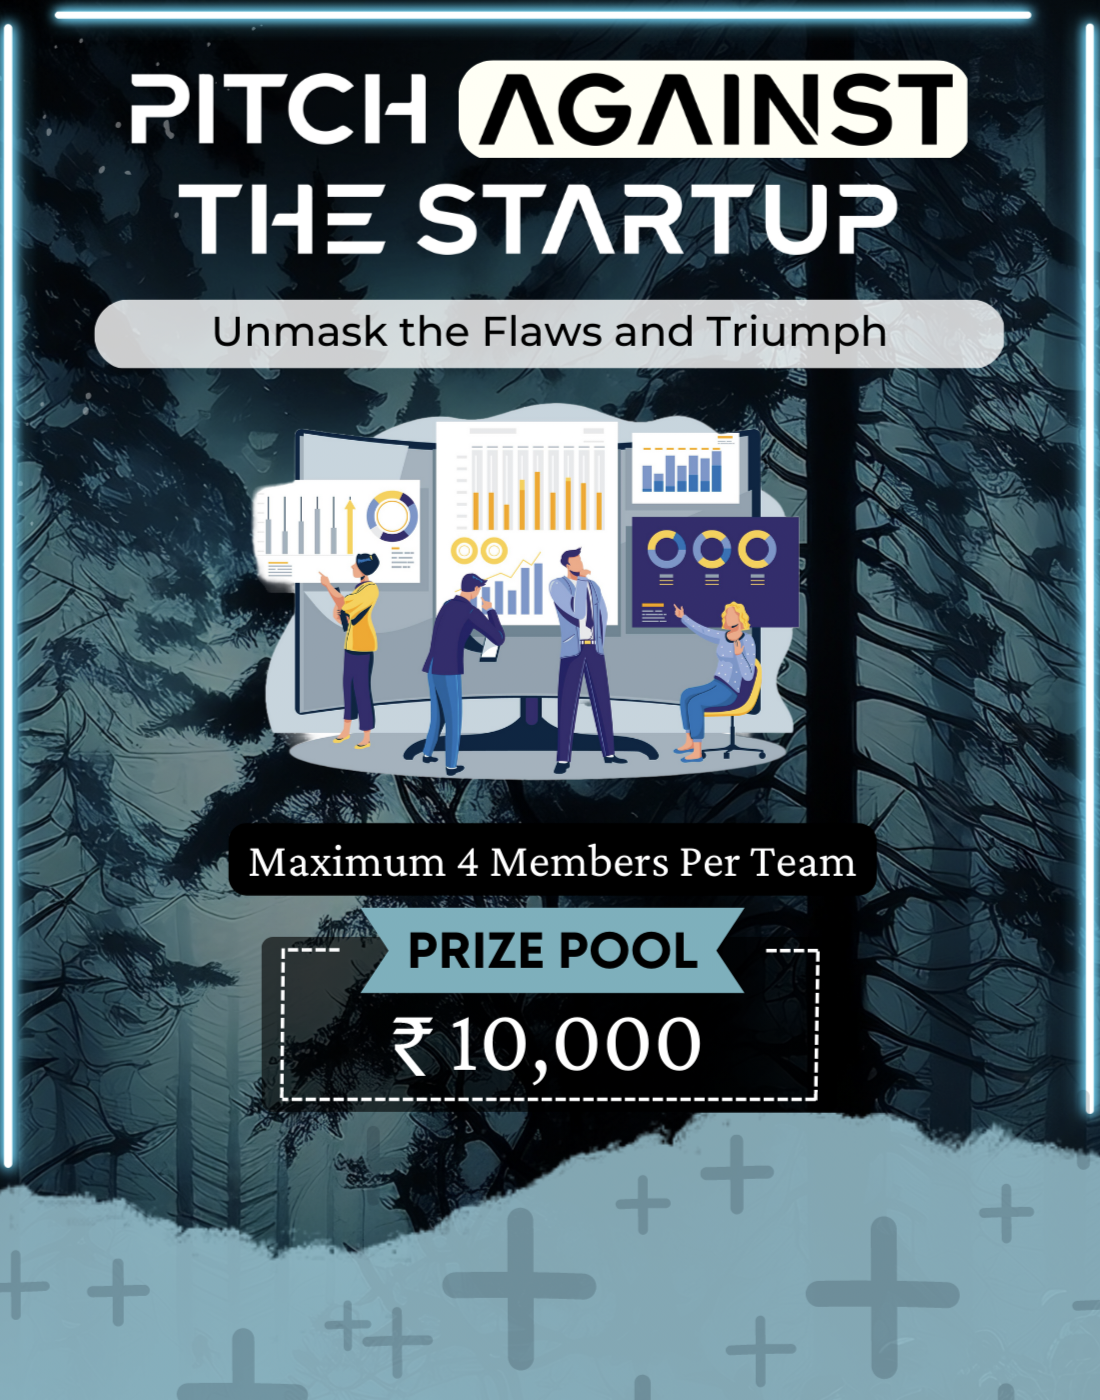 PITCH AGAINST
THE STARTUP
Unmask the Flaws and Triumph
Maximum 4 Members Per Team
PRIZE POOL
₹ 10,000